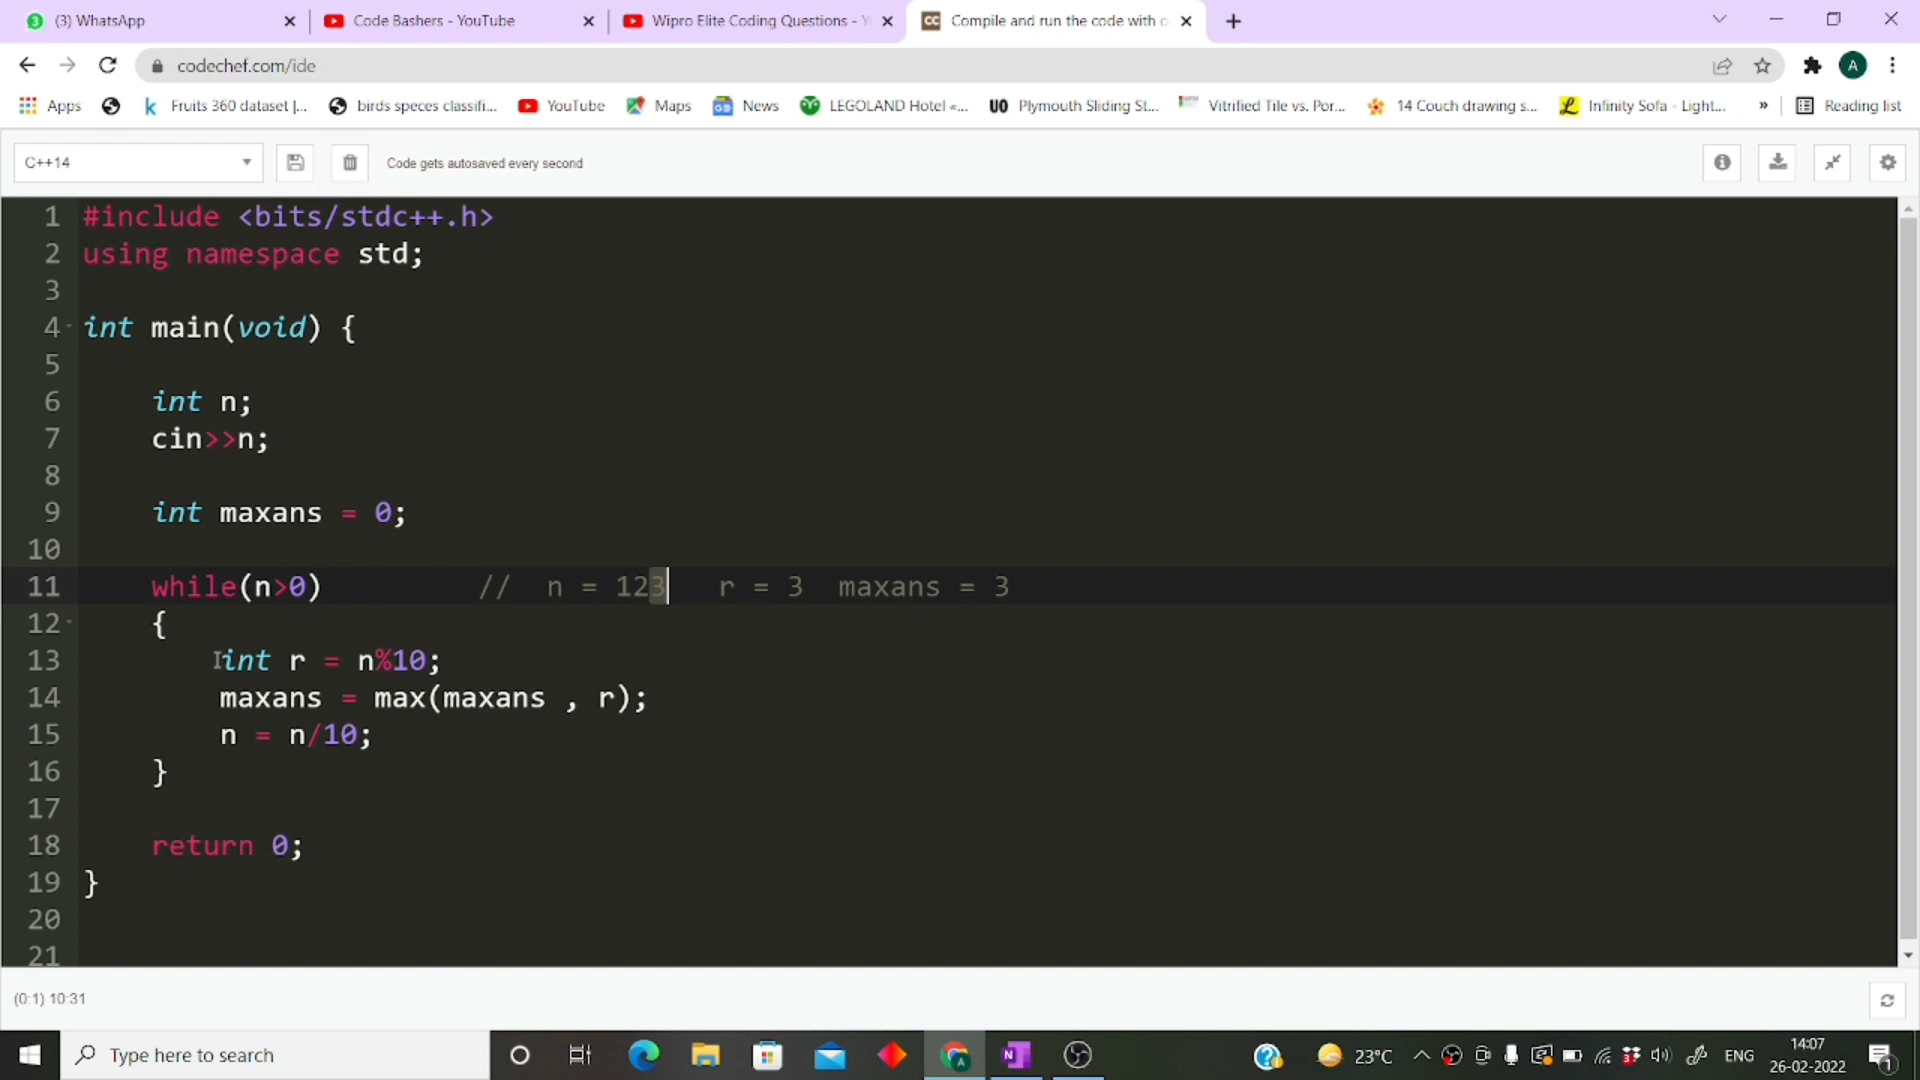 (3) WhatsApp
Code Bashers - YouTube
Wipro Elite Coding Questions - Y
CC Compile and run the code with o
codechef.com/ide
A
Apps
k Fruits 360 dataset |...
birds speces classifi...
YouTube
Maps
News
LEGOLAND Hotel «...
UO Plymouth Sliding St...
Vitrified Tile vs. Por...
14 Couch drawing s...
Infinity Sofa - Light...
»
Reading list
C++14
Code gets autosaved every second
1 #include <bits/stdc++.h>
2 using namespace std;
3
4 int main(void) {
5
6 int n;
7 cin>>n;
8
9 int maxans = 0;
10
11 while(n>0) // n = 123 r = 3 maxans = 3
12 {
13 int r = n%10;
14 maxans = max(maxans , r);
15 n = n/10;
16 }
17
18 return 0;
19 }
20
21
(0:1) 10:31
Type here to search
23°C
ENG
14:07
26-02-2022
1